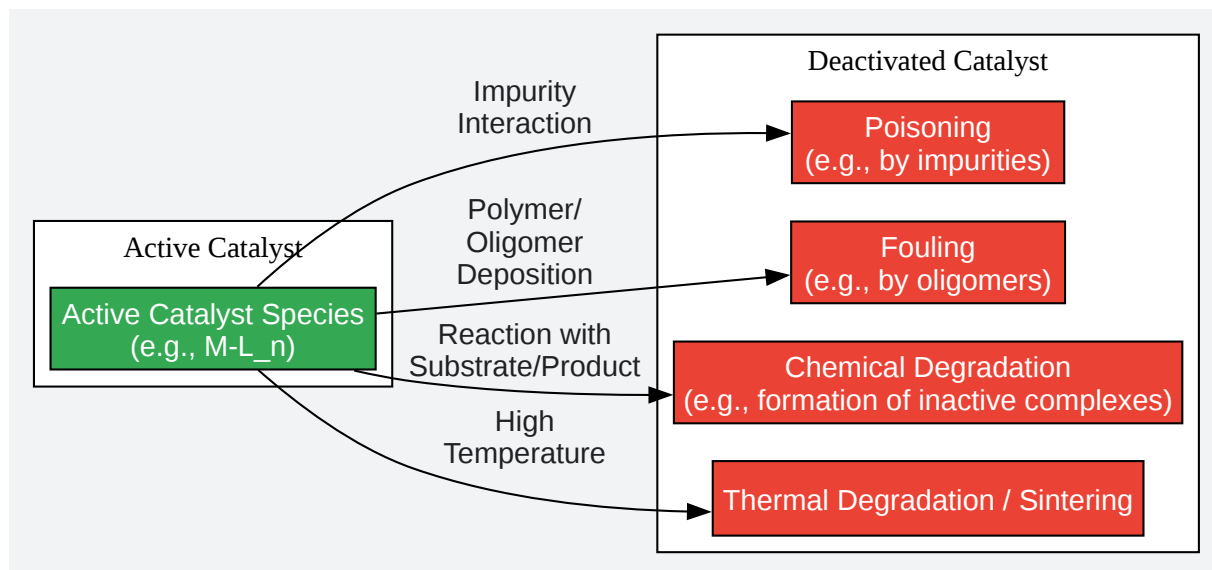 Active Catalyst
Active Catalyst Species
(e.g., M-L_n)
Impurity
Interaction
Polymer/
Oligomer
Deposition
Reaction with
Substrate/Product
High
Temperature
Deactivated Catalyst
Poisoning
(e.g., by impurities)
Fouling
(e.g., by oligomers)
Chemical Degradation
(e.g., formation of inactive complexes)
Thermal Degradation / Sintering